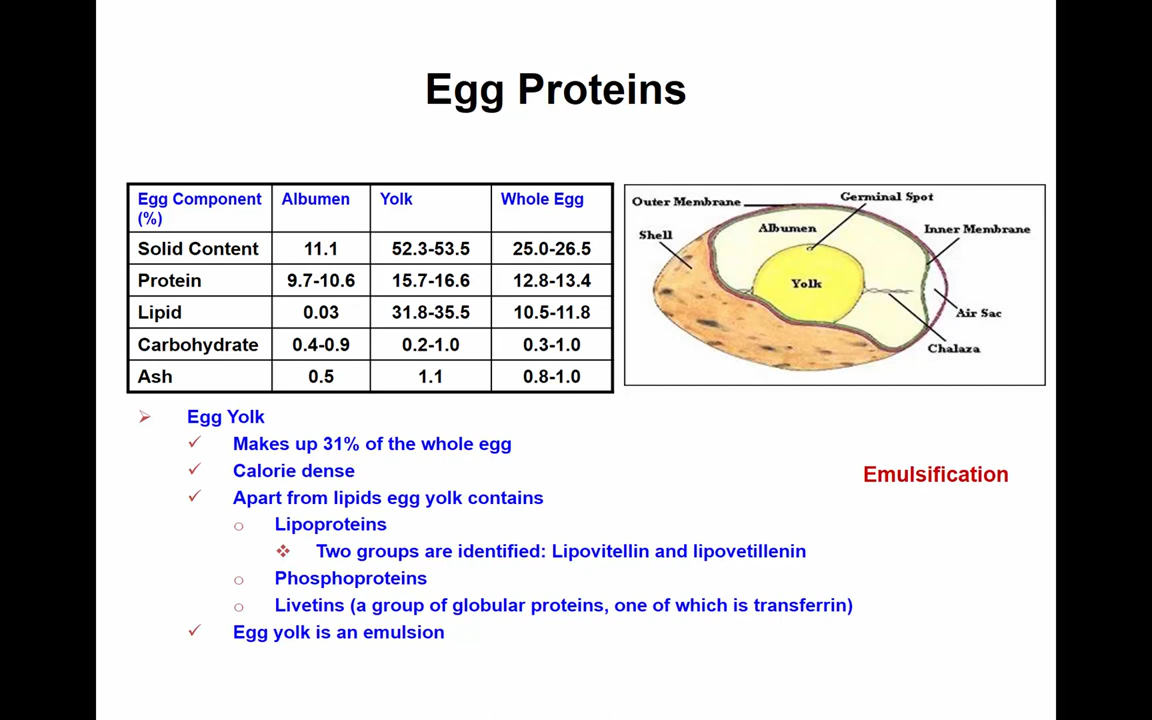 Egg Proteins
Egg Component (%) Albumen Yolk Whole Egg
Solid Content 11.1 52.3-53.5 25.0-26.5
Protein 9.7-10.6 15.7-16.6 12.8-13.4
Lipid 0.03 31.8-35.5 10.5-11.8
Carbohydrate 0.4-0.9 0.2-1.0 0.3-1.0
Ash 0.5 1.1 0.8-1.0
Germinal Spot
Outer Membrane
Albumen
Inner Membrane
Shell
Yolk
Air Sac
Chalaza
Egg Yolk
Makes up 31% of the whole egg
Calorie dense
Emulsification
Apart from lipids egg yolk contains
Lipoproteins
Two groups are identified: Lipovitellin and lipovetillenin
Phosphoproteins
Livetins (a group of globular proteins, one of which is transferrin)
Egg yolk is an emulsion